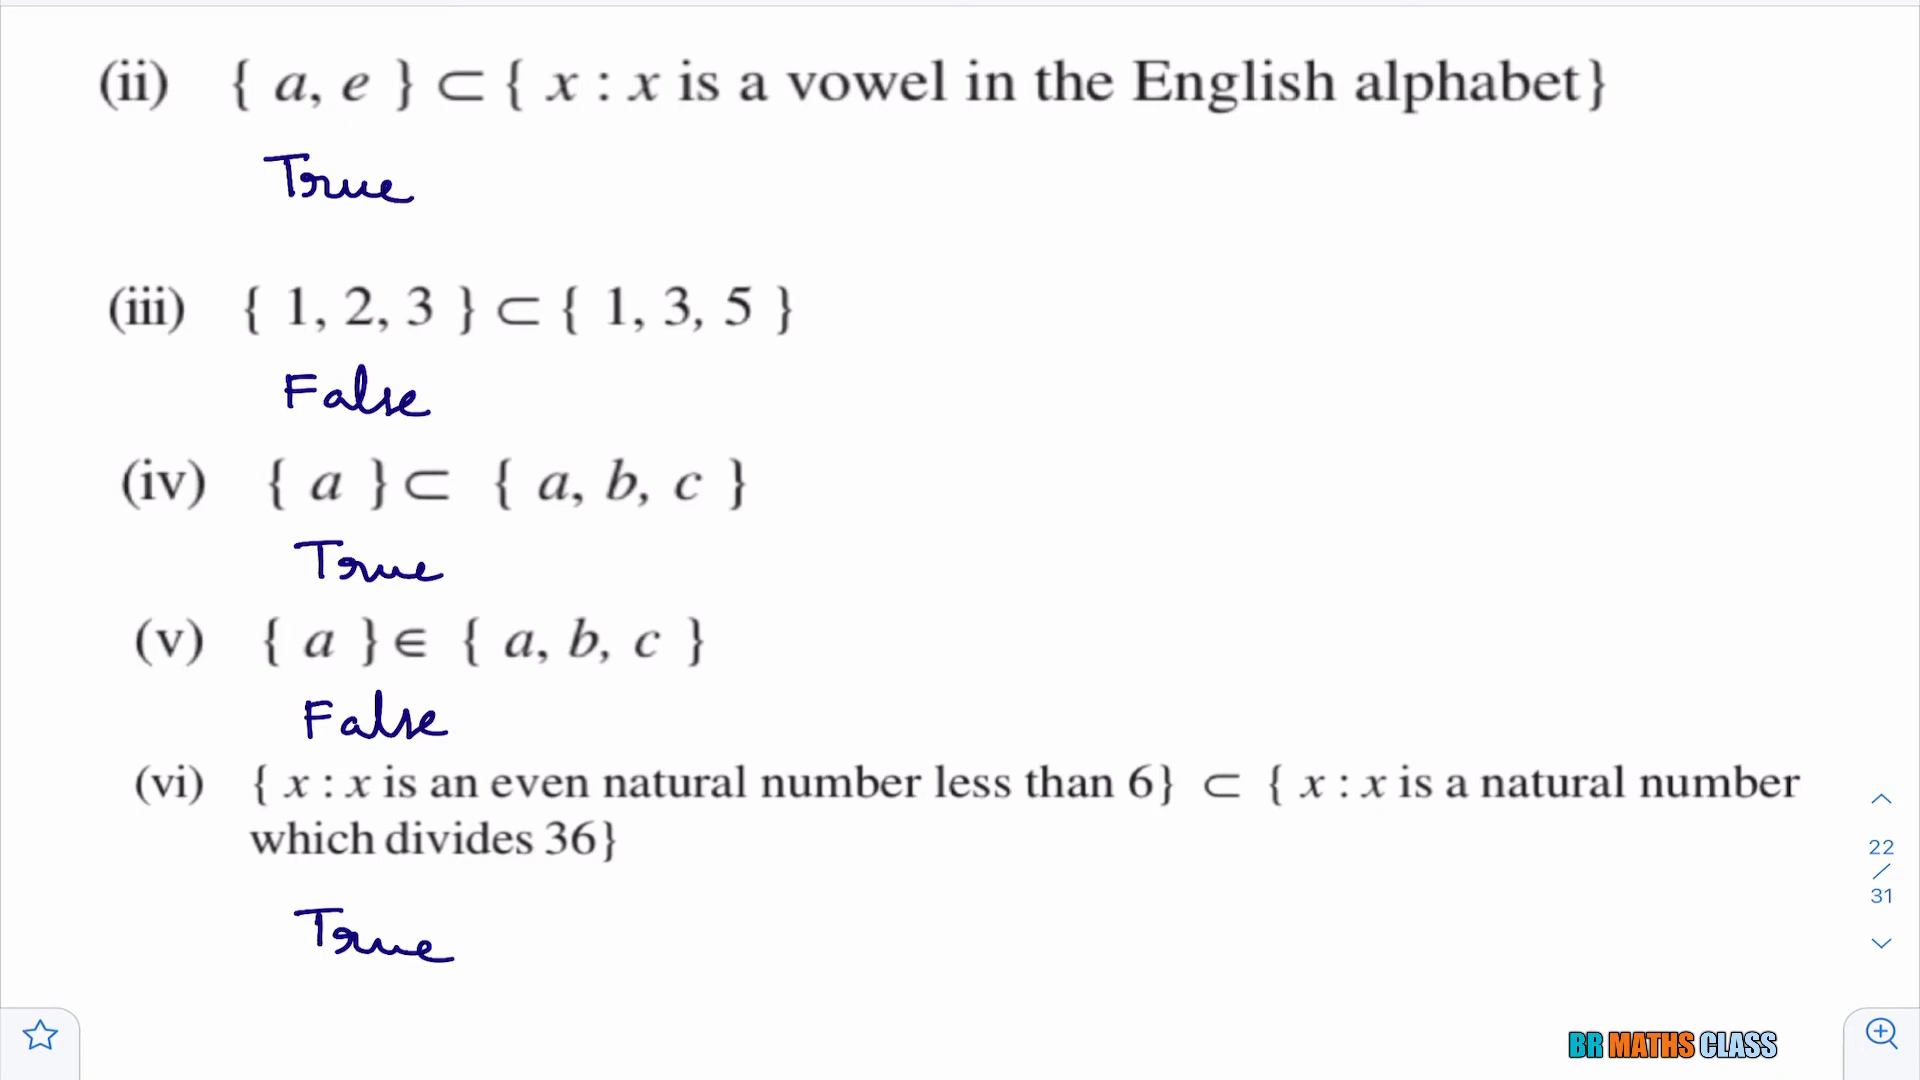 (ii) { a, e } ⊂ { x : x is a vowel in the English alphabet}
True
(iii) { 1, 2, 3 } ⊂ { 1, 3, 5 }
False
(iv) { a } ⊂ { a, b, c }
True
(v) { a } ∈ { a, b, c }
False
(vi) { x : x is an even natural number less than 6} ⊂ { x : x is a natural number
which divides 36}
True
22
/
31
BR MATHS CLASS